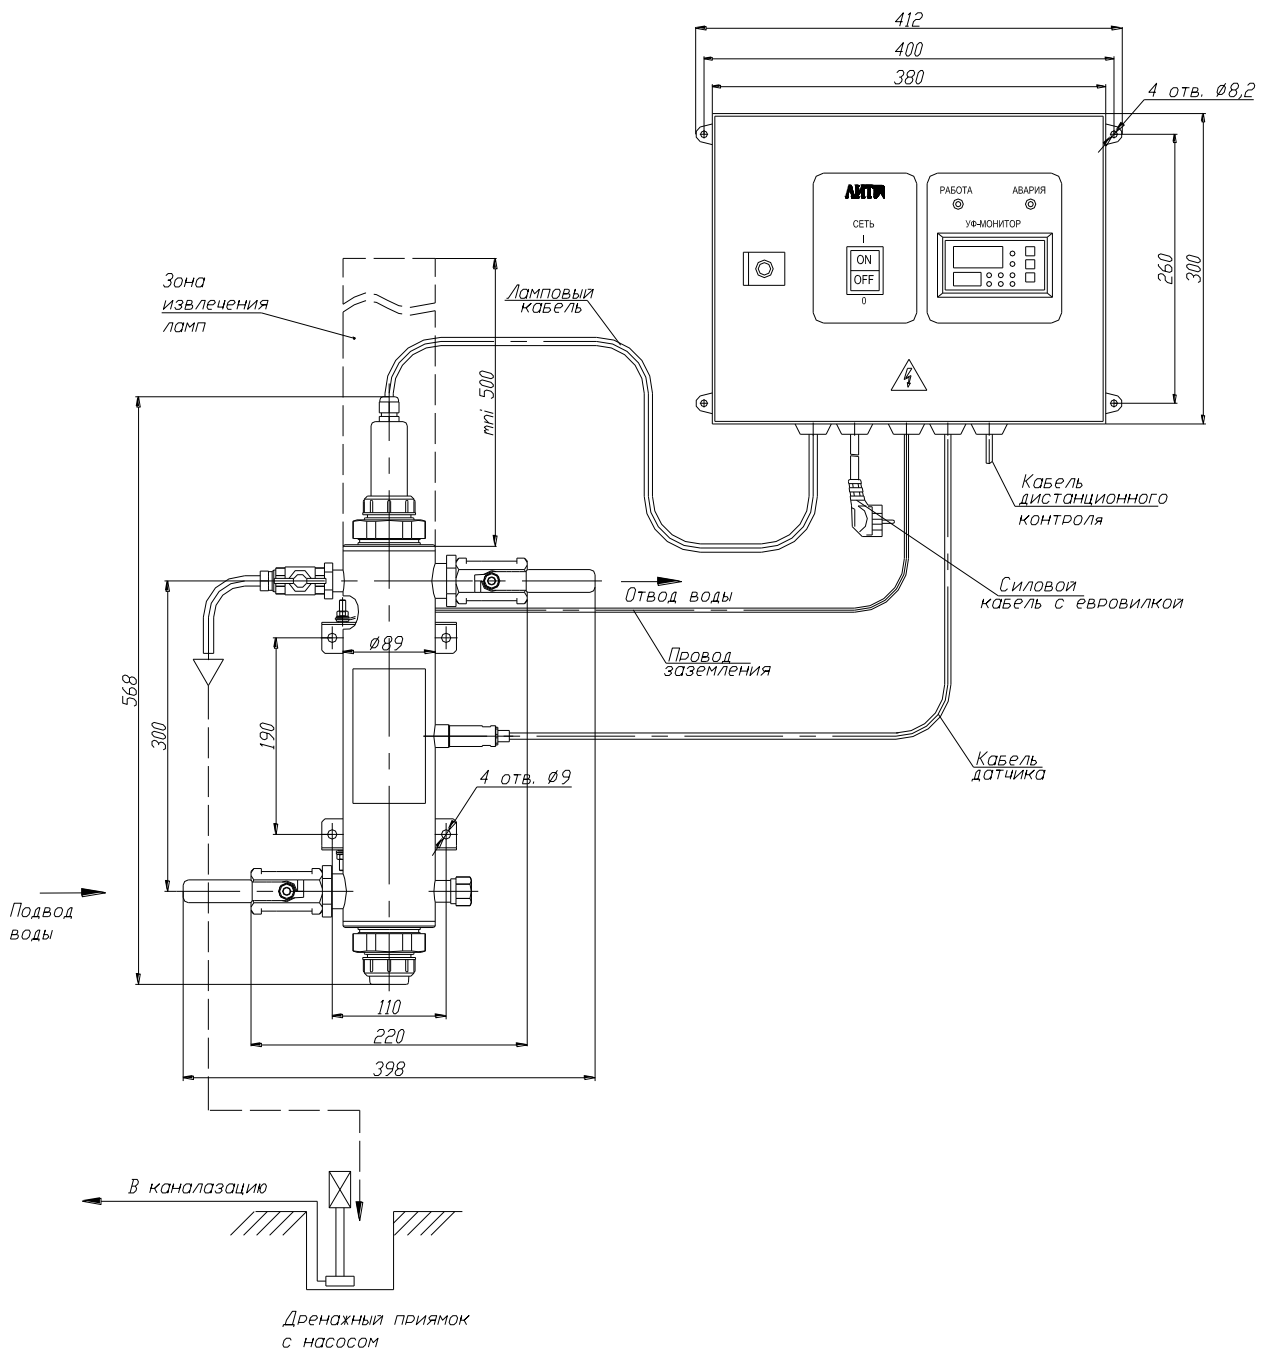 412
400
380
4 отв. Ø8,2
ЛИТ
РАБОТА
АВАРИЯ
СЕТЬ
УФ-МОНИТОР
I
ON
OFF
0
260
300
Зона
извлечения
ламп
Ламповый
кабель
mni 500
Кабель
дистанционного
контроля
Силовой
кабель с евровилкой
Отвод воды
Провод
заземления
Ø89
568
300
190
4 отв. Ø9
Кабель
датчика
Подвод
воды
110
220
398
В каналазацию
Дренажный приямок
с насосом